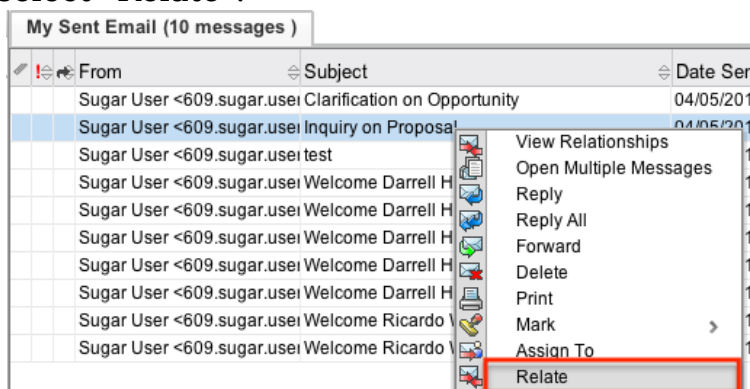 select "Relate".
My Sent Email (10 messages )
! From Subject Date Ser
Sugar User <609.sugar.user Clarification on Opportunity 04/05/201
Sugar User <609.sugar.user Inquiry on Proposal 04/05/201
Sugar User <609.sugar.user test
Sugar User <609.sugar.user Welcome Darrell H
Sugar User <609.sugar.user Welcome Darrell H
Sugar User <609.sugar.user Welcome Darrell H
Sugar User <609.sugar.user Welcome Darrell H
Sugar User <609.sugar.user Welcome Darrell H
Sugar User <609.sugar.user Welcome Ricardo
Sugar User <609.sugar.user Welcome Ricardo
View Relationships
Open Multiple Messages
Reply
Reply All
Forward
Delete
Print
Mark
Assign To
Relate